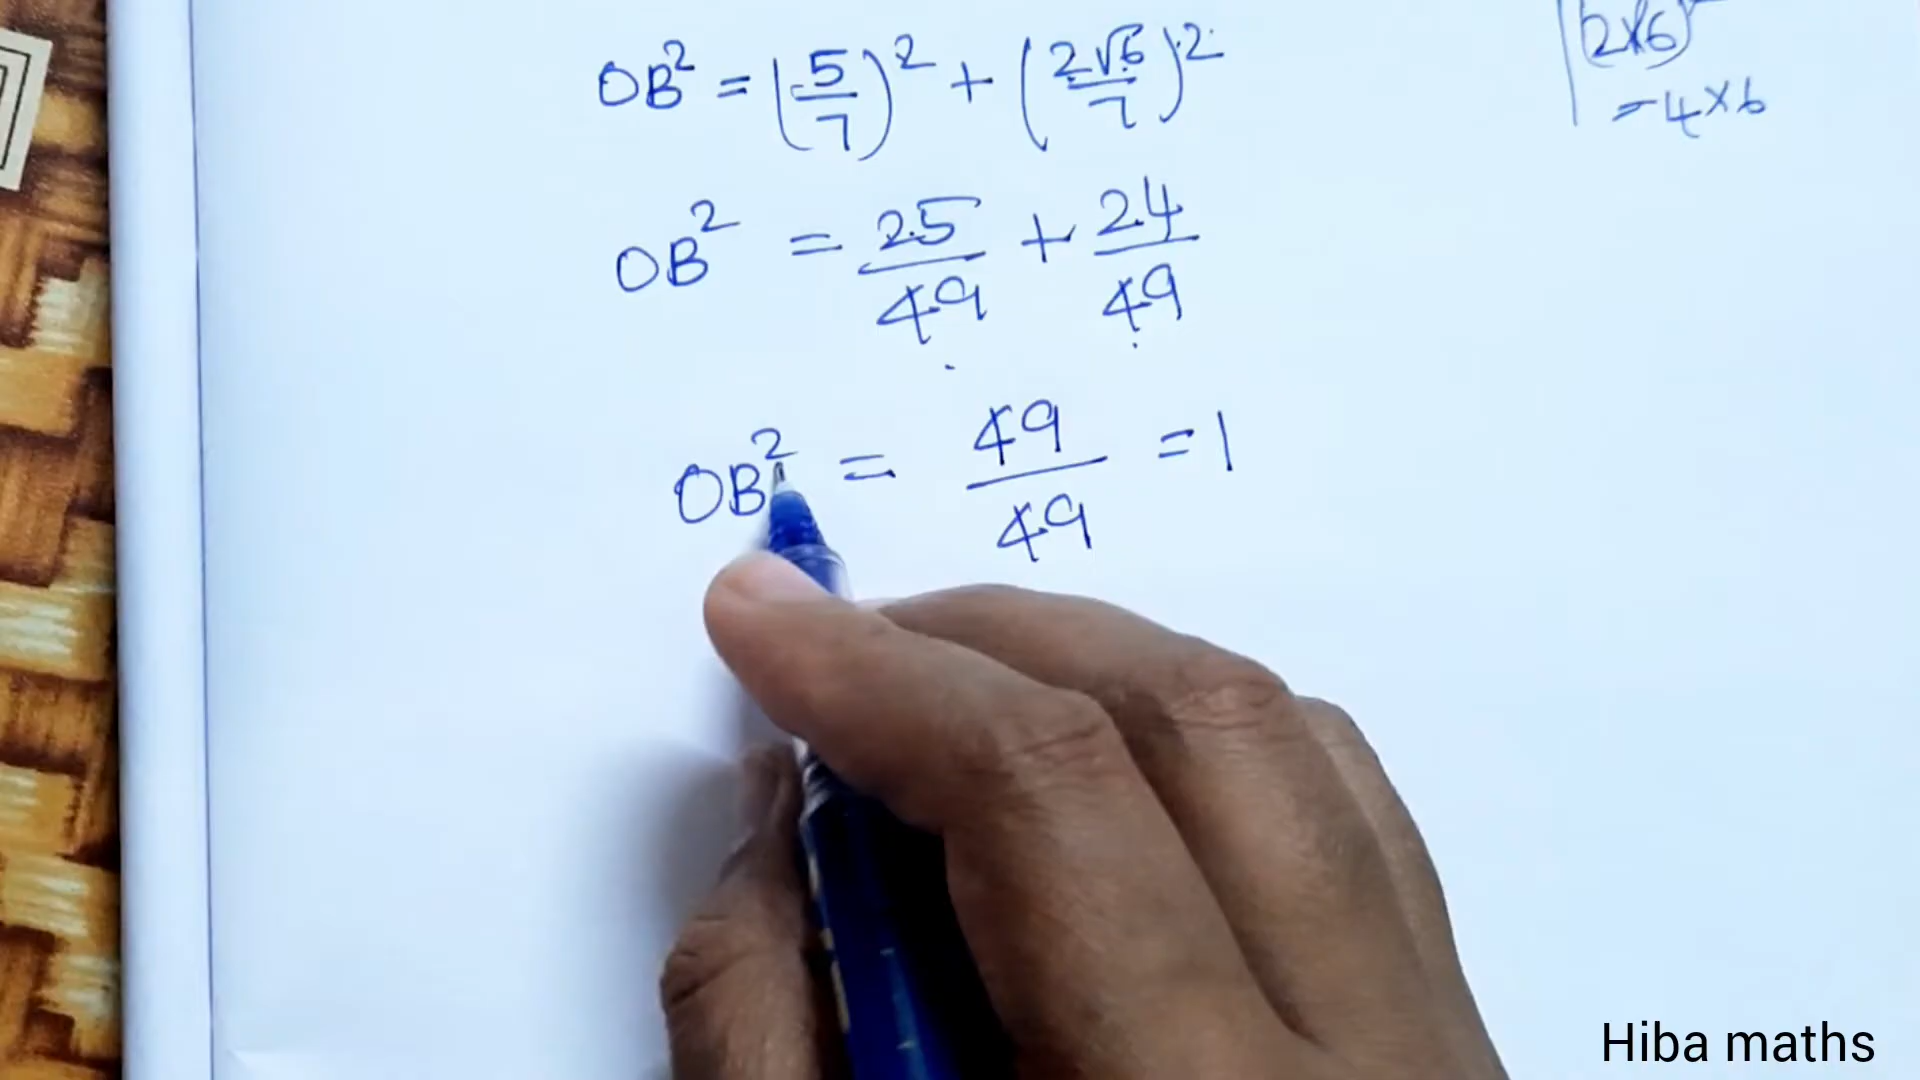 OB² = (5/7)² + (2√6/7)²
(2√6)²
= 4×6
OB² = 25/49 + 24/49
OB² = 49/49 = 1
Hiba maths